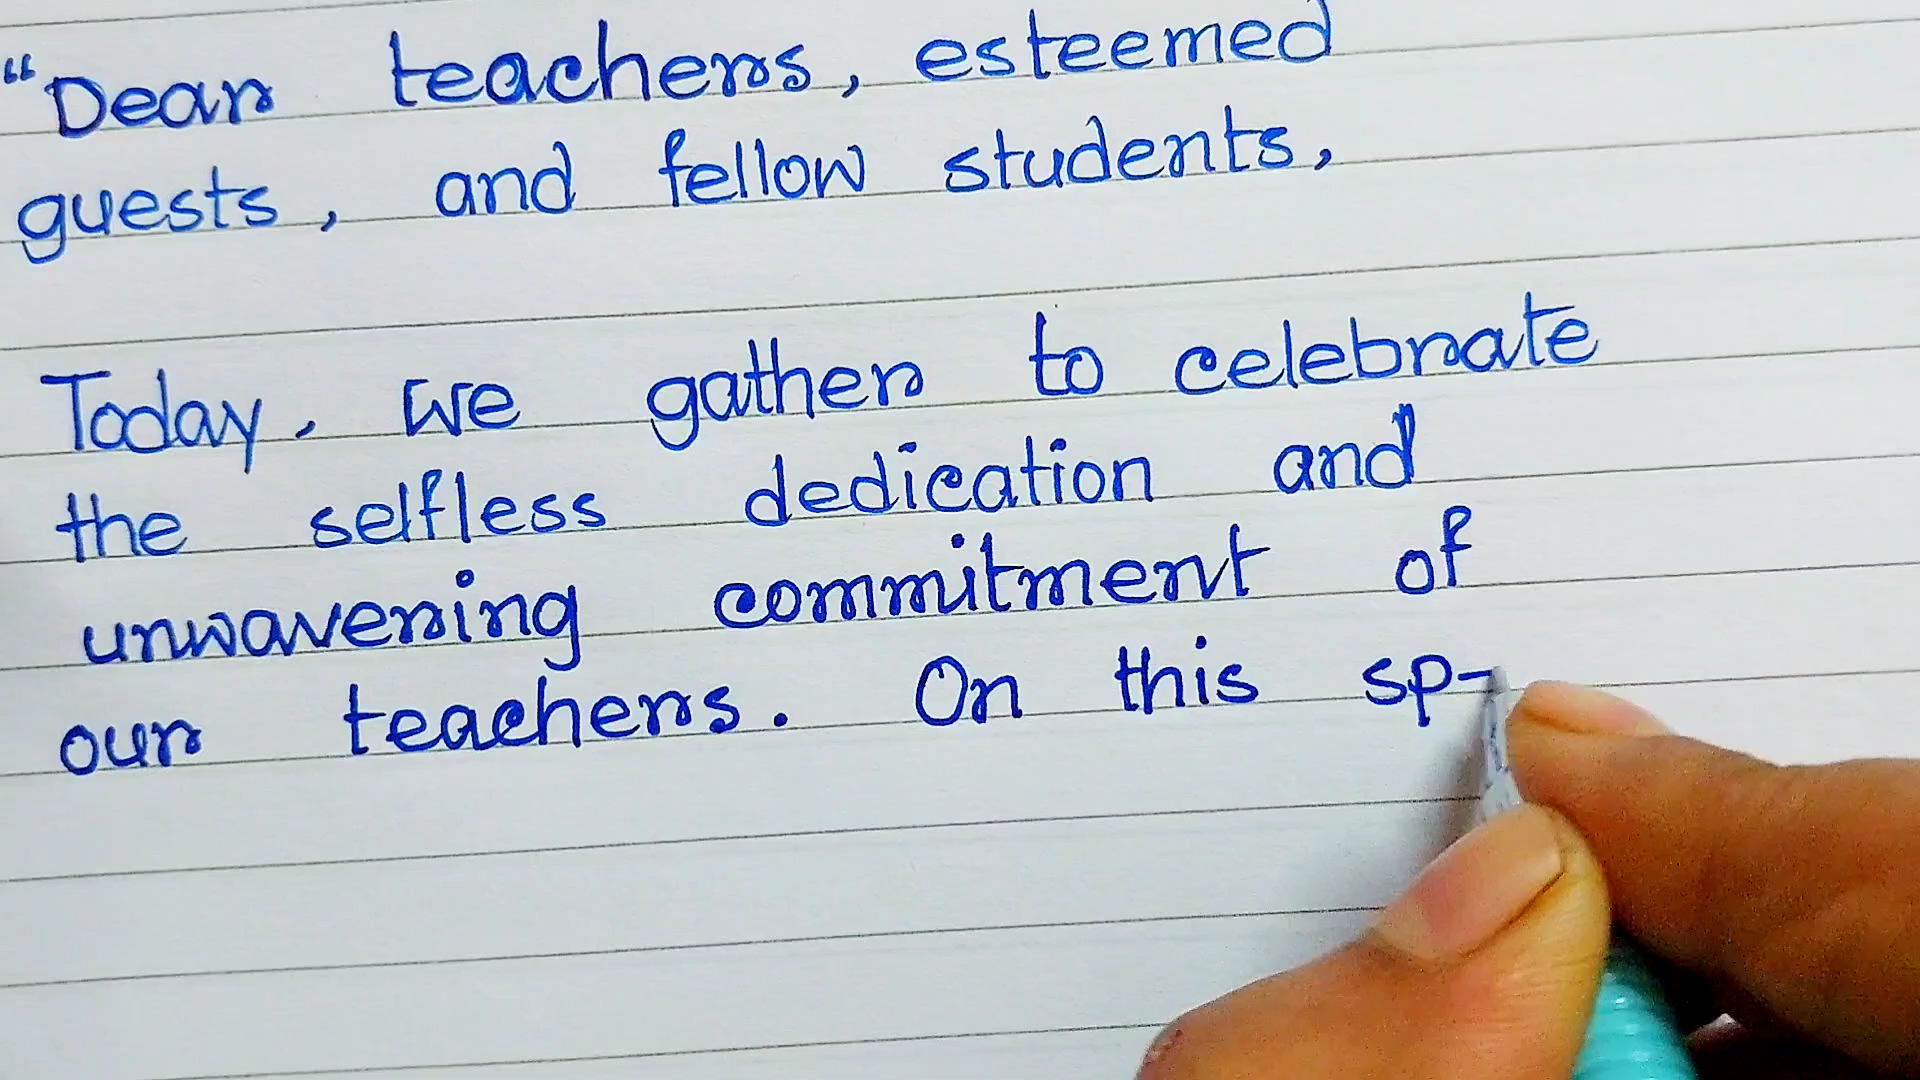 "Dear teachers, esteemed
guests, and fellow students,
Today, we gather to celebrate
the selfless dedication and
unwavering commitment of
our teachers. On this sp-